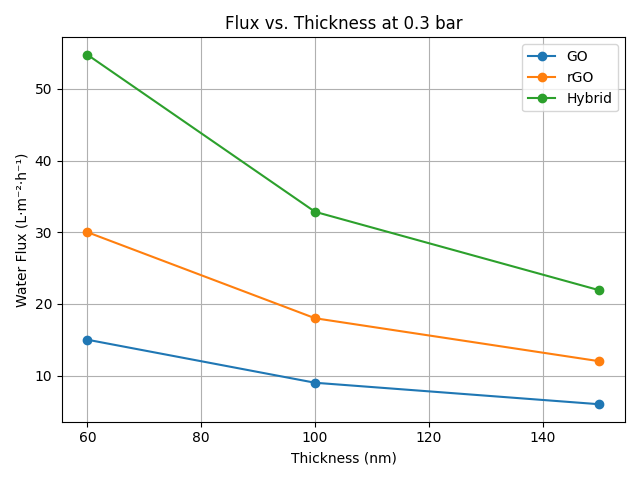 Flux vs. Thickness at 0.3 bar
GO
rGO
Hybrid
Water Flux (L·m⁻²·h⁻¹)
50
40
30
20
10
60 80 100 120 140
Thickness (nm)